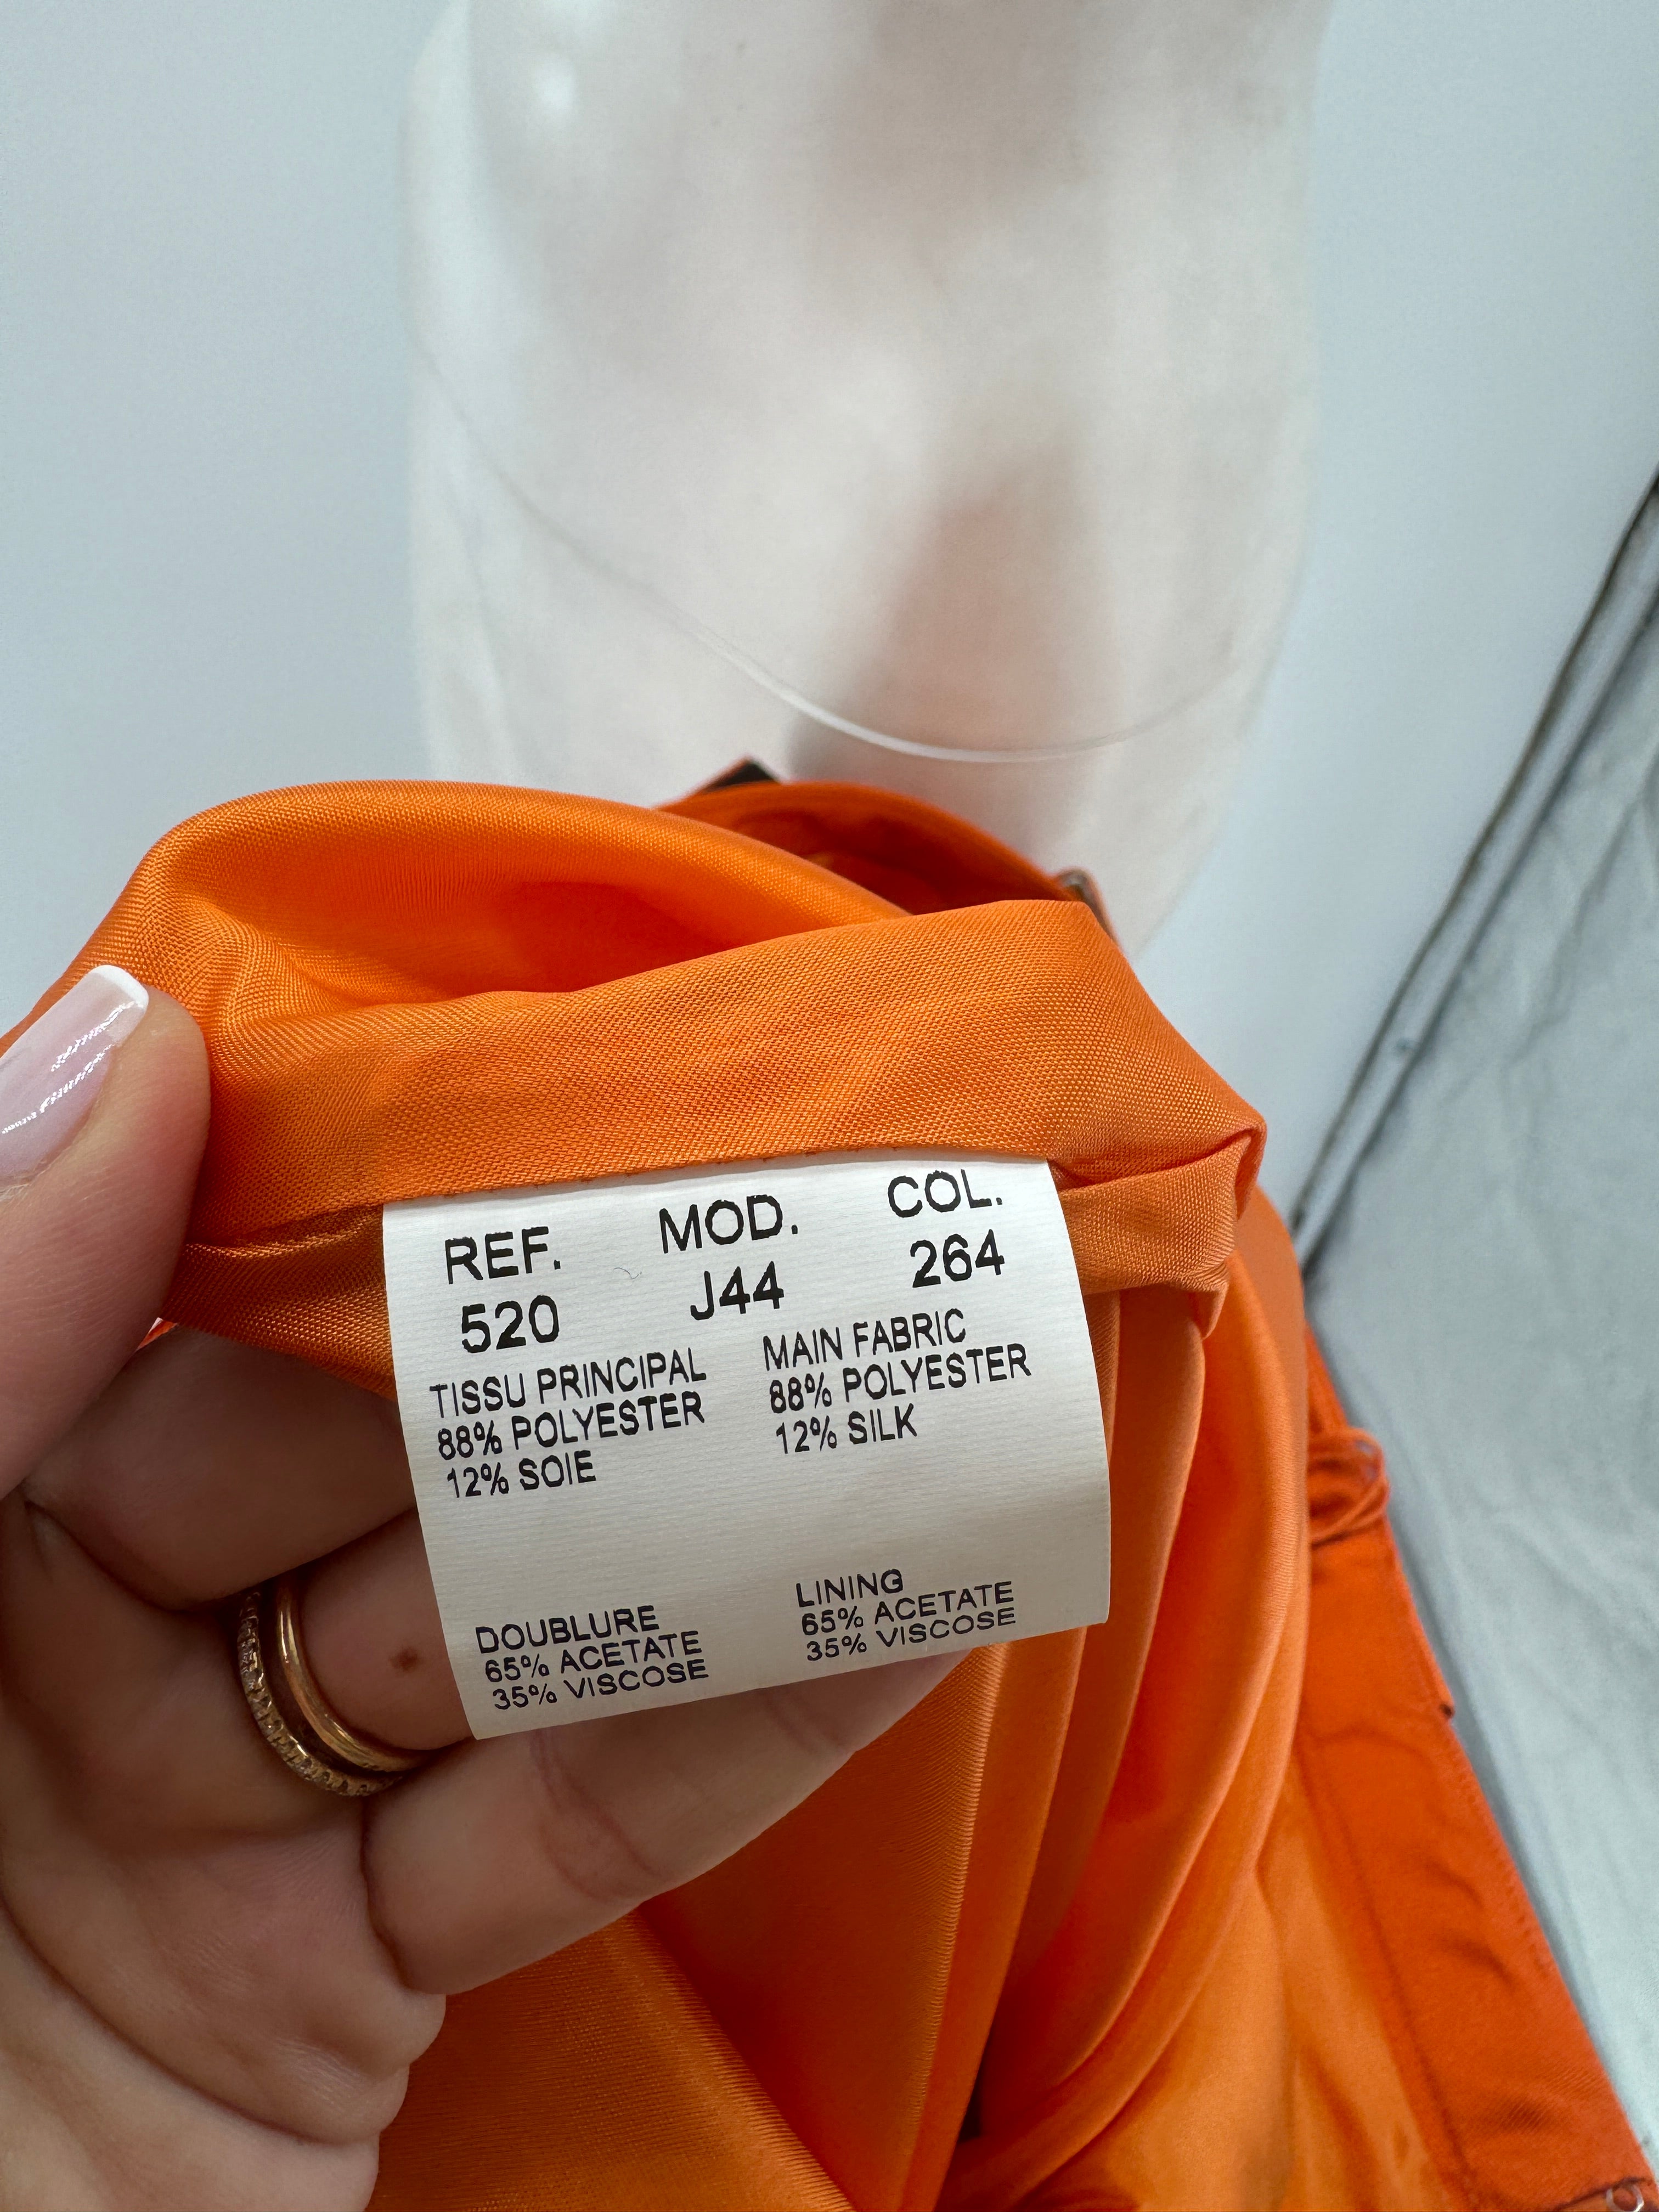 REF. MOD. COL.
520 J44 264
TISSU PRINCIPAL
88% POLYESTER
12% SOIE
MAIN FABRIC
88% POLYESTER
12% SILK
DOUBLURE
65% ACETATE
35% VISCOSE
LINING
65% ACETATE
35% VISCOSE